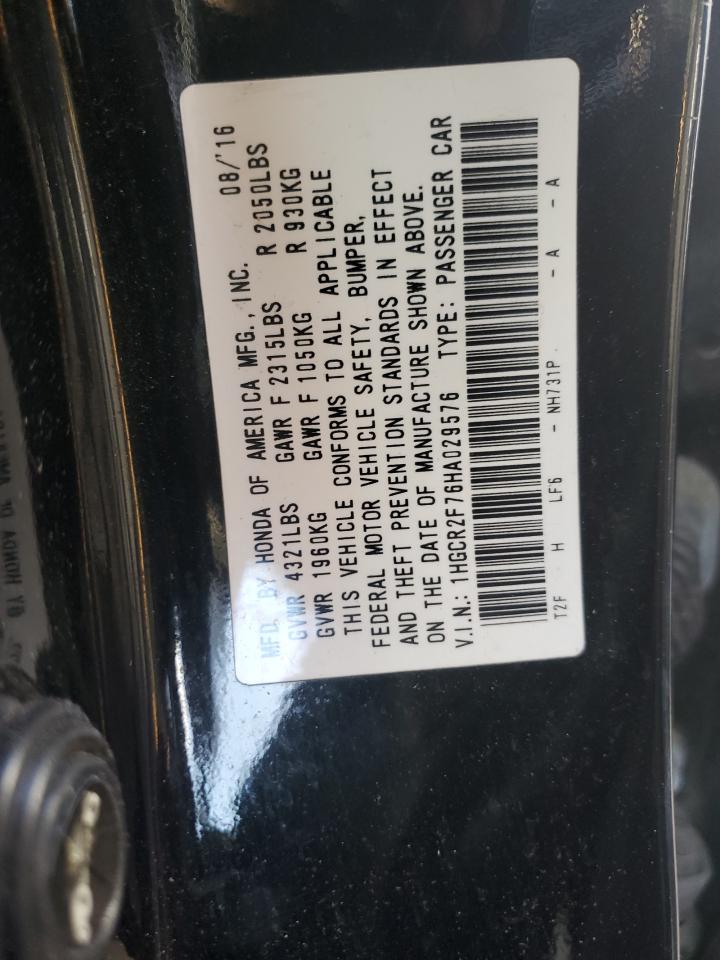 MFD. BY HONDA OF AMERICA MFG., INC. 08/'16
GVWR 4321LBS GAWR F 2315LBS R 2050LBS
GVWR 1960KG GAWR F 1050KG R 930KG
THIS VEHICLE CONFORMS TO ALL APPLICABLE
FEDERAL MOTOR VEHICLE SAFETY, BUMPER,
AND THEFT PREVENTION STANDARDS IN EFFECT
ON THE DATE OF MANUFACTURE SHOWN ABOVE.
V.I.N.: 1HGCR2F76HA029576 TYPE: PASSENGER CAR
T2F H LF6 - NH731P - A - A